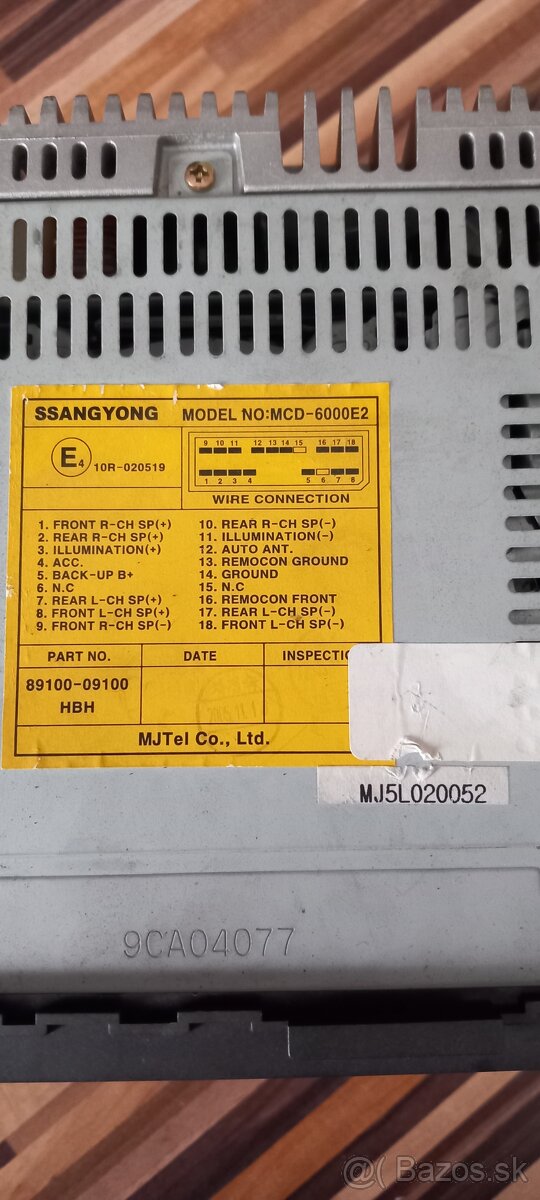 SSANGYONG MODEL NO:MCD-6000E2
E4 10R-020519
9 10 11 12 13 14 15 16 17 18
1 2 3 4 5 6 7 8
WIRE CONNECTION
1. FRONT R-CH SP(+)
2. REAR R-CH SP(+)
3. ILLUMINATION(+)
4. ACC.
5. BACK-UP B+
6. N.C
7. REAR L-CH SP(+)
8. FRONT L-CH SP(+)
9. FRONT R-CH SP(-)
10. REAR R-CH SP(-)
11. ILLUMINATION(-)
12. AUTO ANT.
13. REMOCON GROUND
14. GROUND
15. N.C
16. REMOCON FRONT
17. REAR L-CH SP(-)
18. FRONT L-CH SP(-)
PART NO. DATE INSPECTIO
89100-09100
HBH
MJTel Co., Ltd.
MJ5L020052
9CA04077
@ Bazos.sk